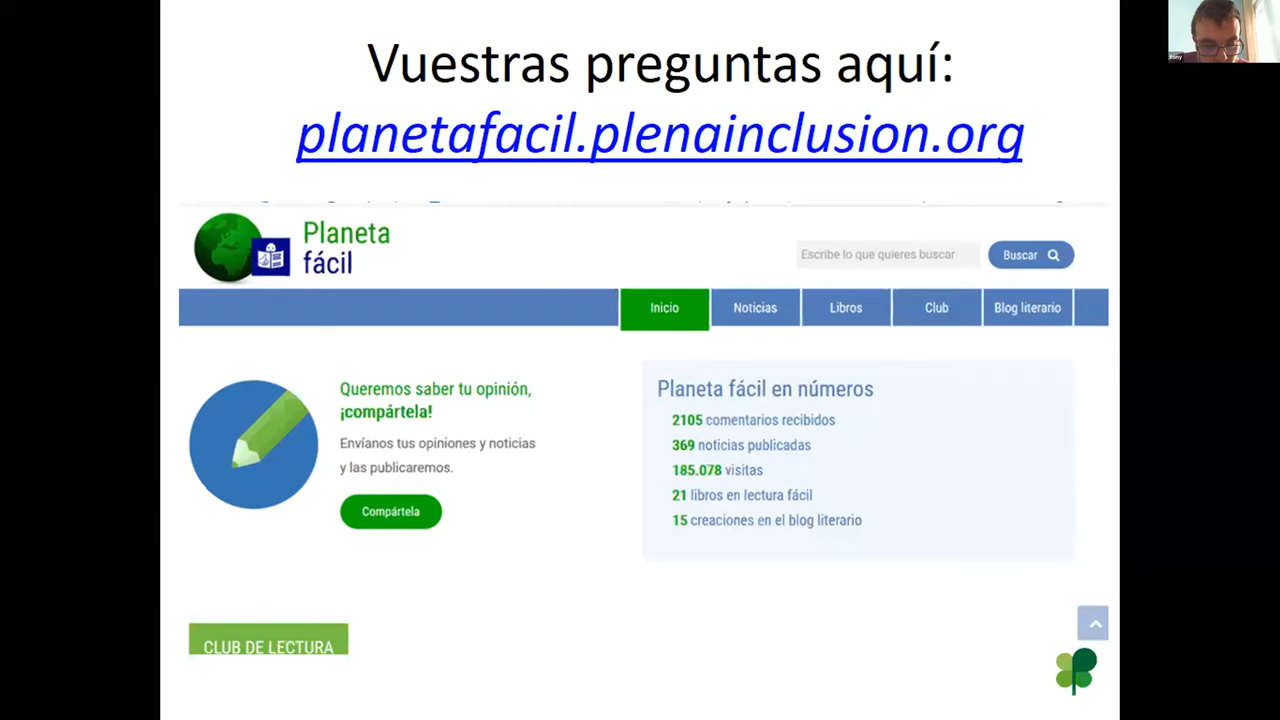 Vuestras preguntas aquí:
planetafacil.plenainclusion.org
Planeta
fácil
Escribe lo que quieres buscar
Buscar
Inicio
Noticias
Libros
Club
Blog literario
Queremos saber tu opinión,
¡compártela!
Envíanos tus opiniones y noticias
y las publicaremos.
Compártela
Planeta fácil en números
2105 comentarios recibidos
369 noticias publicadas
185.078 visitas
21 libros en lectura fácil
15 creaciones en el blog literario
CLUB DE LECTURA